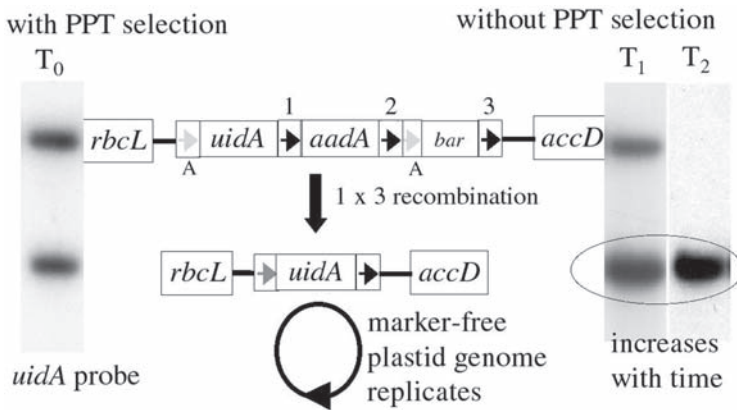 with PPT selection
T0
without PPT selection
T1 T2
1 2 3
rbcL uidA aadA bar accD
A A
1 x 3 recombination
rbcL uidA accD
marker-free
plastid genome
replicates
uidA probe
increases
with time